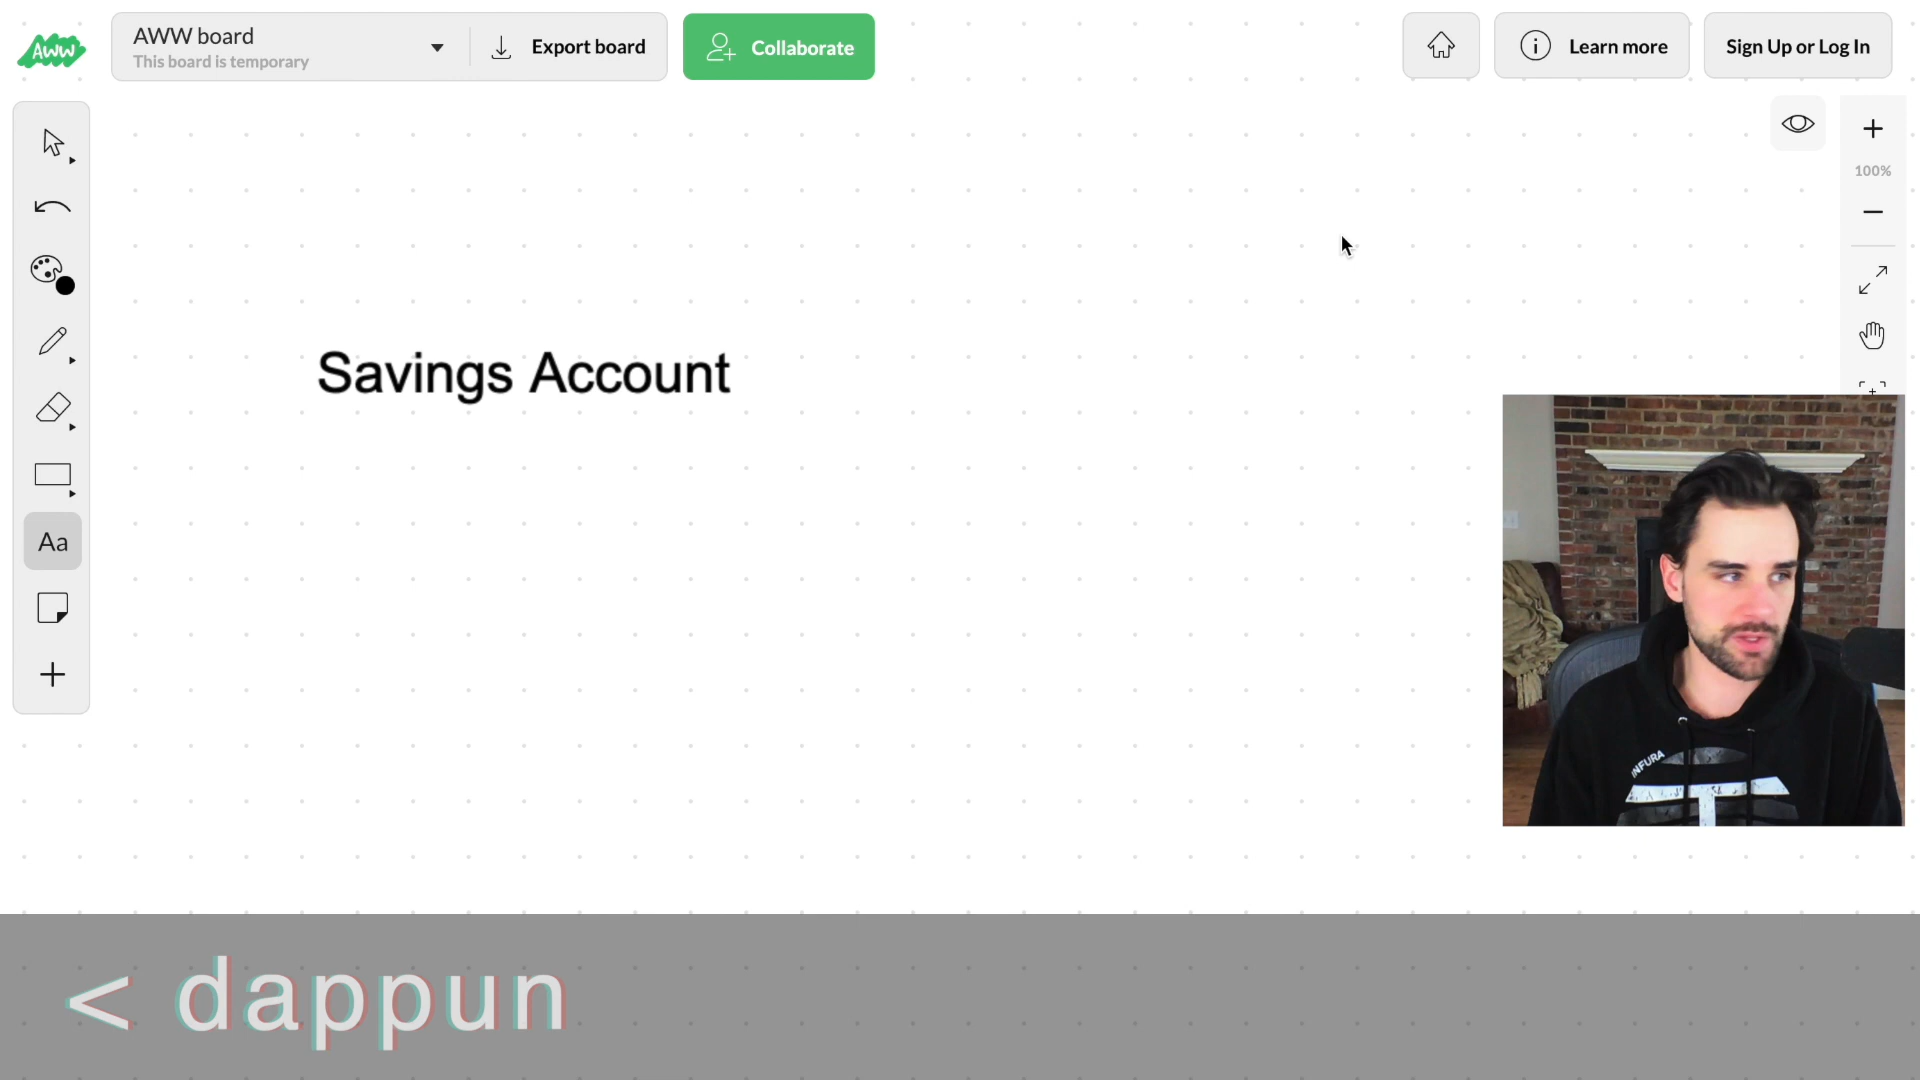 AWW
AWW board
This board is temporary
Export board
Collaborate
Learn more
Sign Up or Log In
100%
Savings Account
Aa
INFURA
< dappun